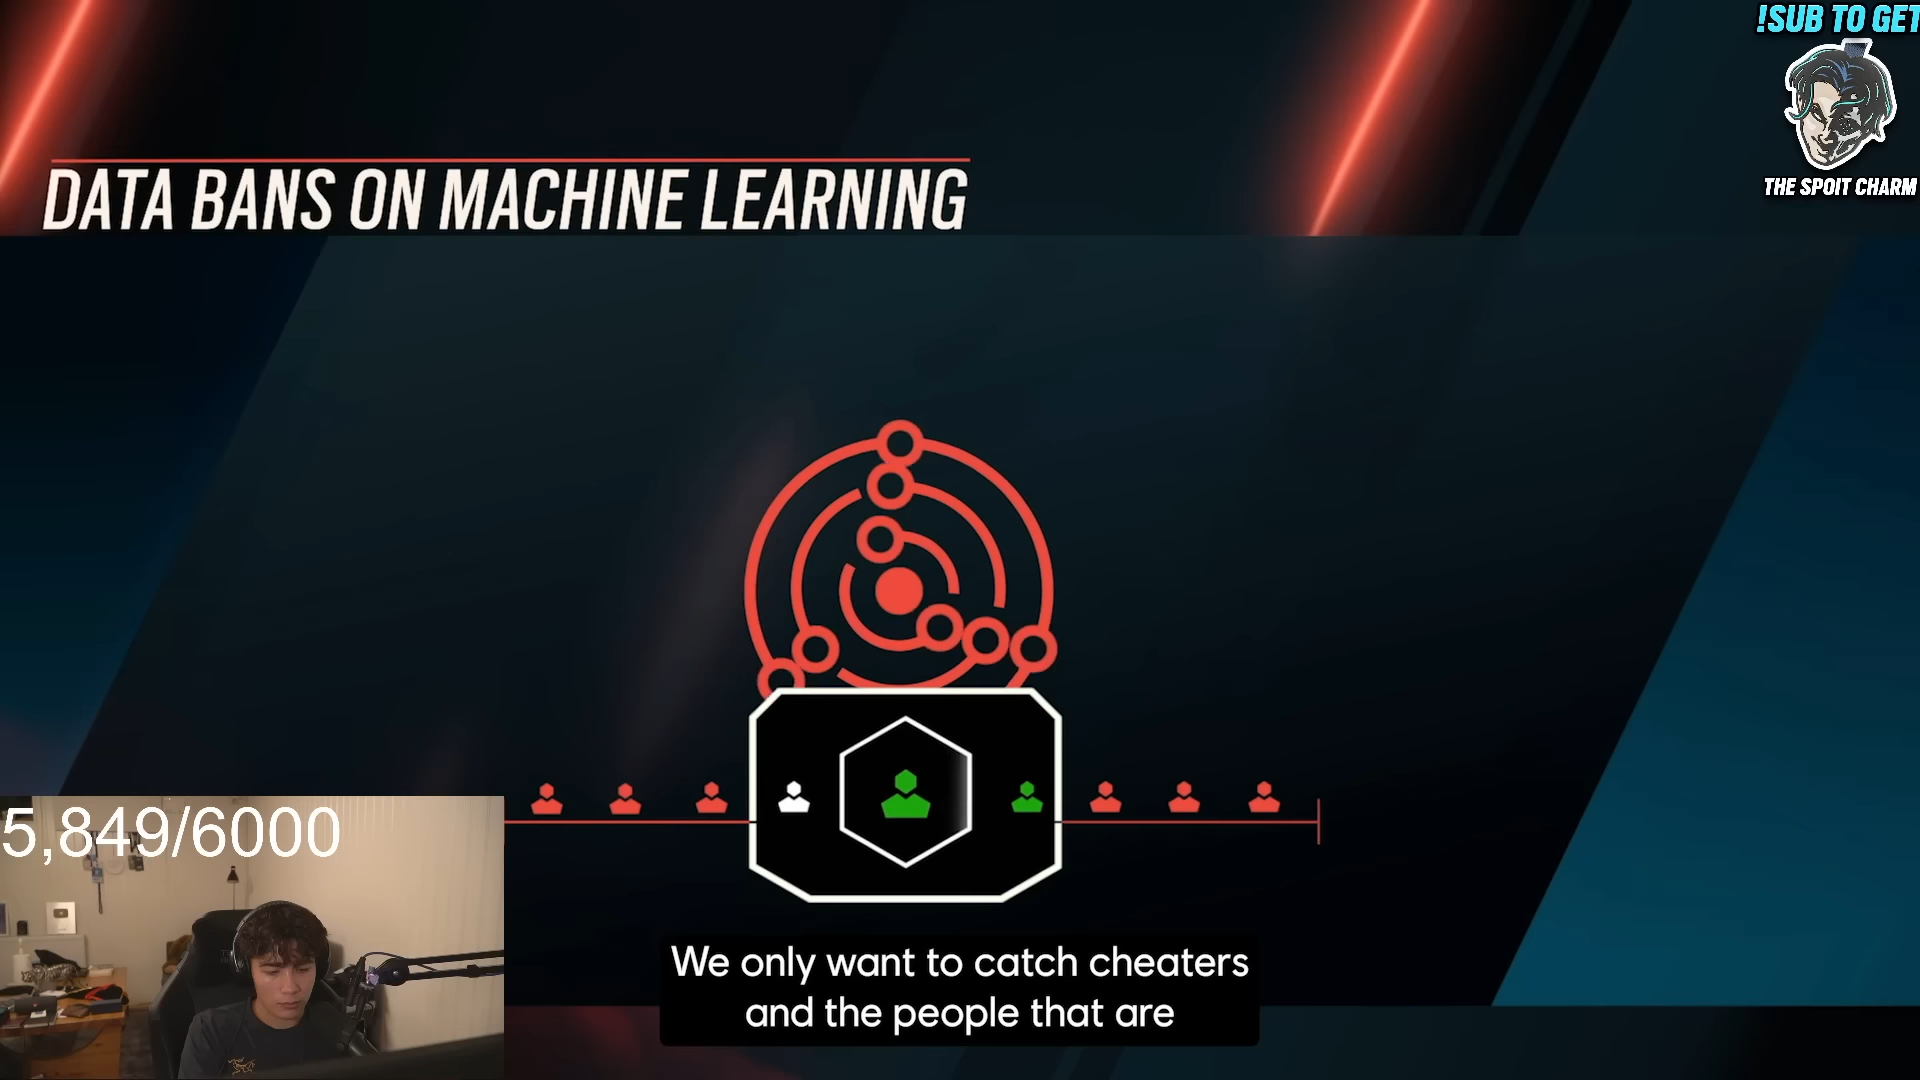 !SUB TO GET
THE SPOIT CHARM
DATA BANS ON MACHINE LEARNING
5,849/6000
We only want to catch cheaters
and the people that are